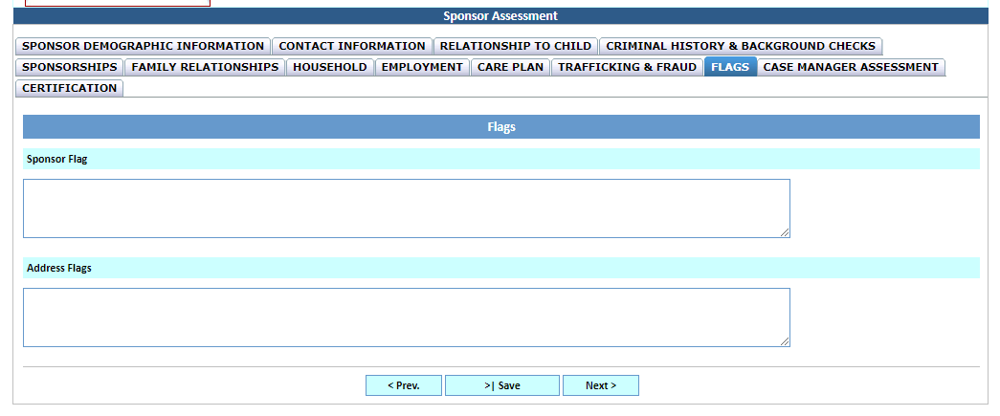 Sponsor Assessment
SPONSOR DEMOGRAPHIC INFORMATION CONTACT INFORMATION RELATIONSHIP TO CHILD CRIMINAL HISTORY & BACKGROUND CHECKS
SPONSORSHIPS FAMILY RELATIONSHIPS HOUSEHOLD EMPLOYMENT CARE PLAN TRAFFICKING & FRAUD FLAGS CASE MANAGER ASSESSMENT
CERTIFICATION
Flags
Sponsor Flag
Address Flags
< Prev. >| Save Next >